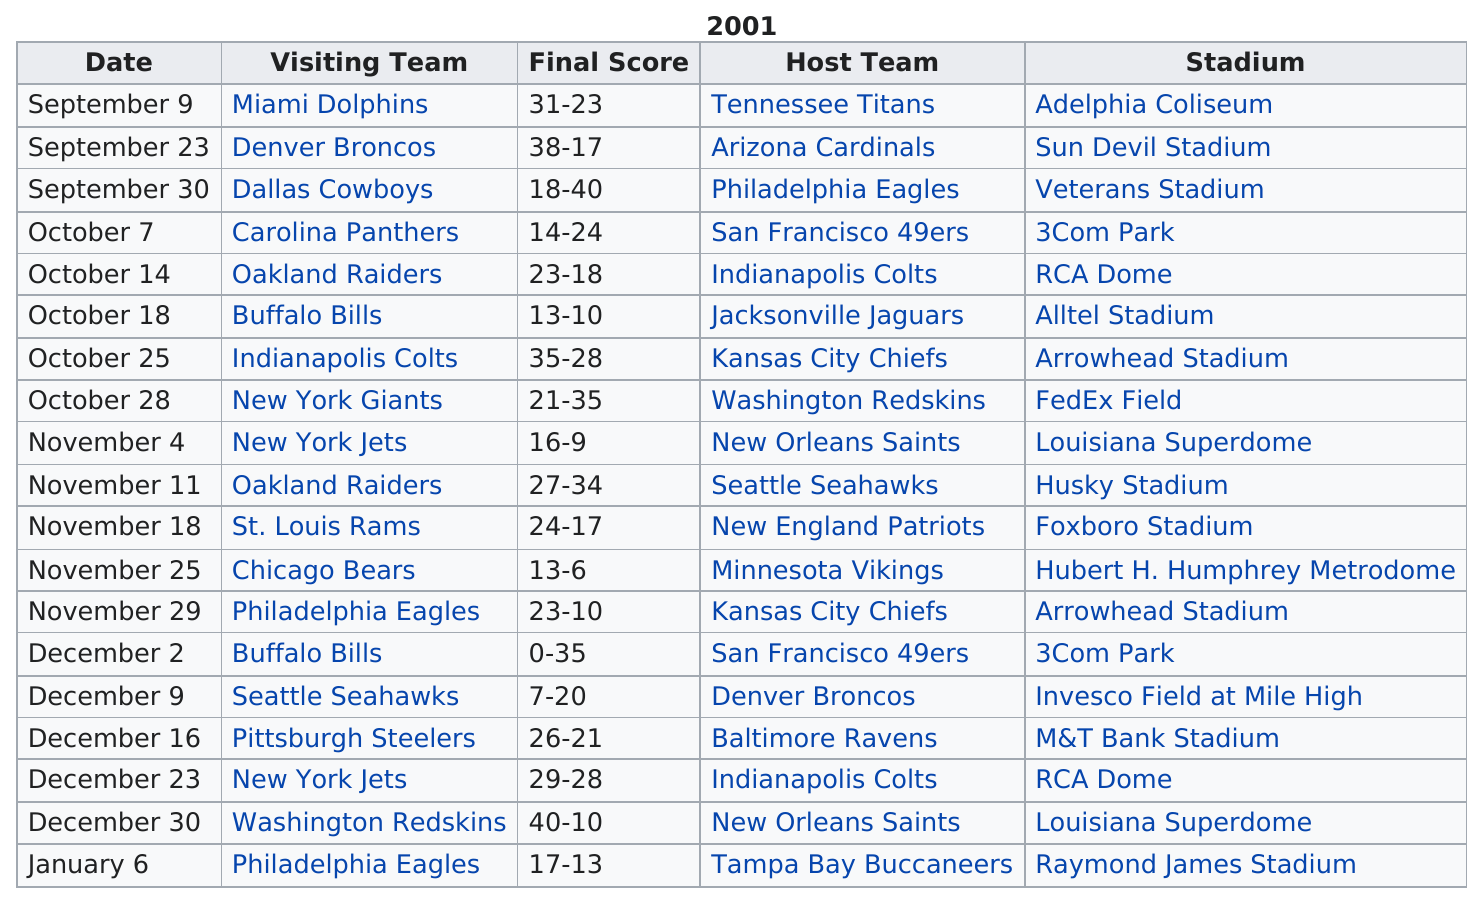 2001
Date Visiting Team Final Score Host Team Stadium
September 9 Miami Dolphins 31-23 Tennessee Titans Adelphia Coliseum
September 23 Denver Broncos 38-17 Arizona Cardinals Sun Devil Stadium
September 30 Dallas Cowboys 18-40 Philadelphia Eagles Veterans Stadium
October 7 Carolina Panthers 14-24 San Francisco 49ers 3Com Park
October 14 Oakland Raiders 23-18 Indianapolis Colts RCA Dome
October 18 Buffalo Bills 13-10 Jacksonville Jaguars Alltel Stadium
October 25 Indianapolis Colts 35-28 Kansas City Chiefs Arrowhead Stadium
October 28 New York Giants 21-35 Washington Redskins FedEx Field
November 4 New York Jets 16-9 New Orleans Saints Louisiana Superdome
November 11 Oakland Raiders 27-34 Seattle Seahawks Husky Stadium
November 18 St. Louis Rams 24-17 New England Patriots Foxboro Stadium
November 25 Chicago Bears 13-6 Minnesota Vikings Hubert H. Humphrey Metrodome
November 29 Philadelphia Eagles 23-10 Kansas City Chiefs Arrowhead Stadium
December 2 Buffalo Bills 0-35 San Francisco 49ers 3Com Park
December 9 Seattle Seahawks 7-20 Denver Broncos Invesco Field at Mile High
December 16 Pittsburgh Steelers 26-21 Baltimore Ravens M&T Bank Stadium
December 23 New York Jets 29-28 Indianapolis Colts RCA Dome
December 30 Washington Redskins 40-10 New Orleans Saints Louisiana Superdome
January 6 Philadelphia Eagles 17-13 Tampa Bay Buccaneers Raymond James Stadium